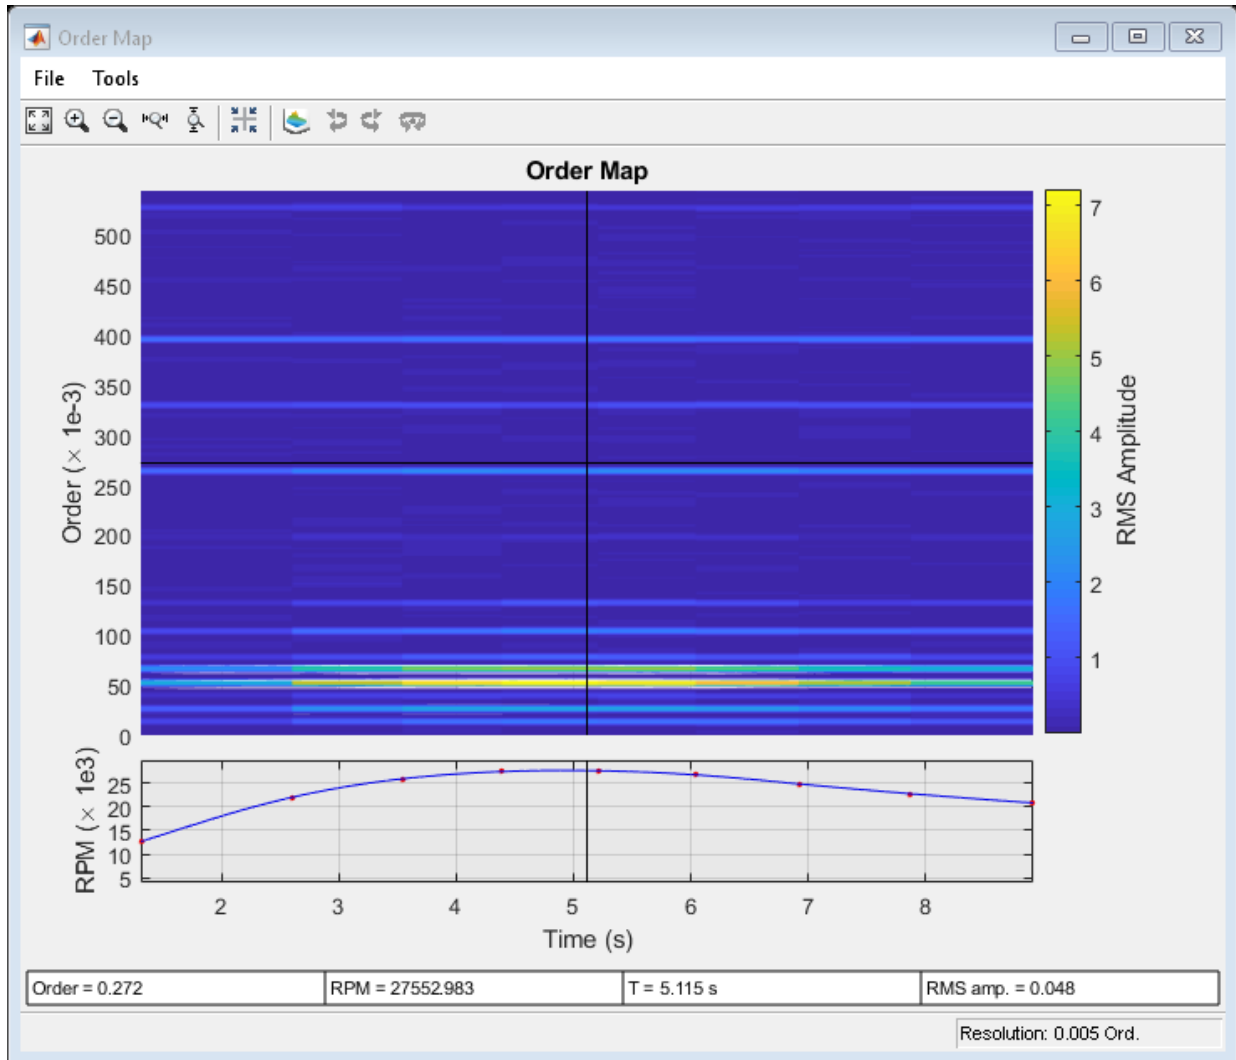 Order Map
File Tools
Order Map
Order (× 1e-3)
500
450
400
350
300
250
200
150
100
50
0
7
6
5
4
3
2
1
RMS Amplitude
RPM (× 1e3)
25
20
15
10
5
2 3 4 5 6 7 8
Time (s)
Order = 0.272 RPM = 27552.983 T = 5.115 s RMS amp. = 0.048
Resolution: 0.005 Ord.